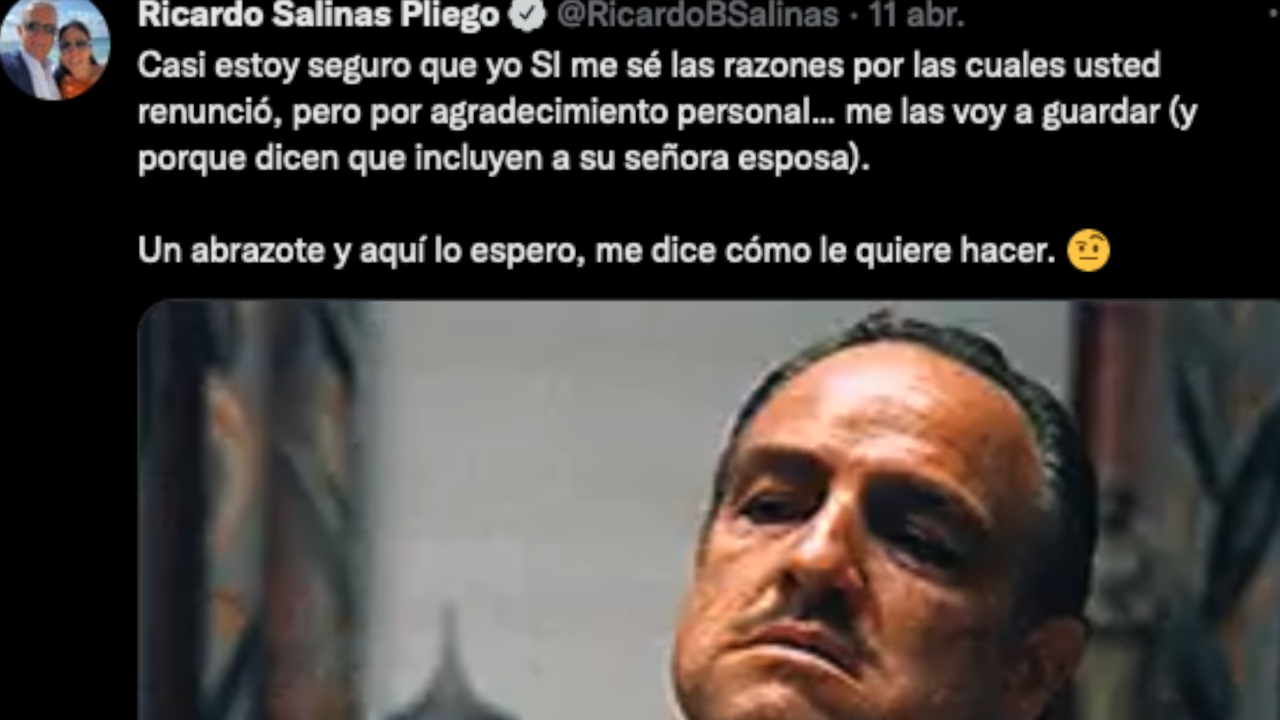 Ricardo Salinas Pliego @RicardoBSalinas · 11 abr.
Casi estoy seguro que yo SI me sé las razones por las cuales usted
renunció, pero por agradecimiento personal... me las voy a guardar (y
porque dicen que incluyen a su señora esposa).
Un abrazote y aquí lo espero, me dice cómo le quiere hacer. 🤨